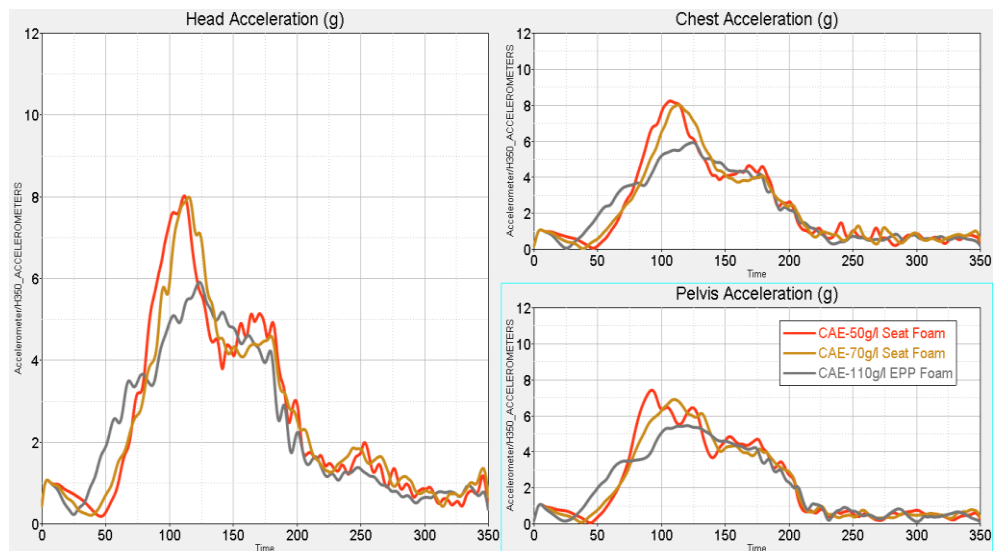 Head Acceleration (g)
Accelerometer/H350_ACCELEROMETERS
12
10
8
6
4
2
0
0 50 100 150 200 250 300 350
Time
Chest Acceleration (g)
Accelerometer/H350_ACCELEROMETERS
12
10
8
6
4
2
0
0 50 100 150 200 250 300 350
Time
Pelvis Acceleration (g)
Accelerometer/H350_ACCELEROMETERS
12
10
8
6
4
2
0
CAE-50g/l Seat Foam
CAE-70g/l Seat Foam
CAE-110g/l EPP Foam
0 50 100 150 200 250 300 350
Time